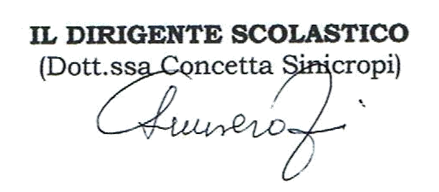 IL DIRIGENTE SCOLASTICO
(Dott.ssa Concetta Sinicropi)